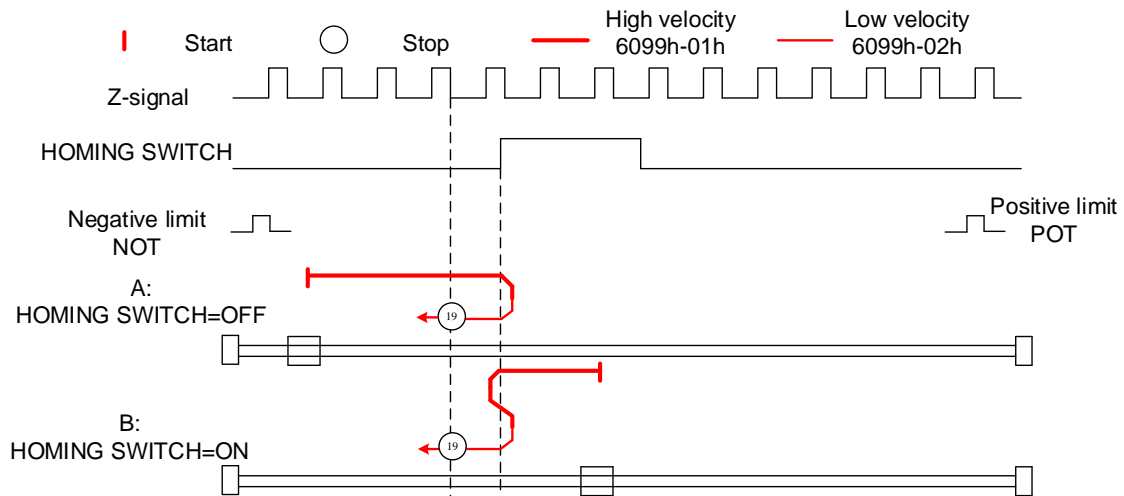 Start
Stop
High velocity
6099h-01h
Low velocity
6099h-02h
Z-signal
HOMING SWITCH
Negative limit
NOT
Positive limit
POT
A:
HOMING SWITCH=OFF
19
B:
HOMING SWITCH=ON
19